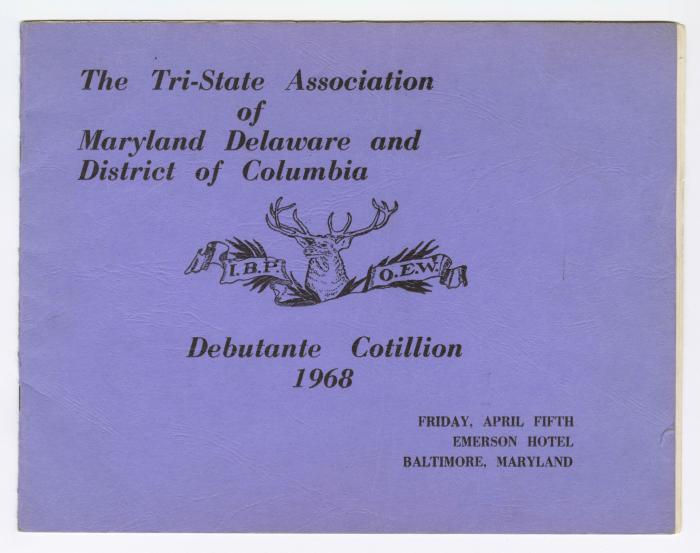 The Tri-State Association
of
Maryland Delaware and
District of Columbia
I.B.P. O.E.W.
Debutante Cotillion
1968
FRIDAY, APRIL FIFTH
EMERSON HOTEL
BALTIMORE, MARYLAND